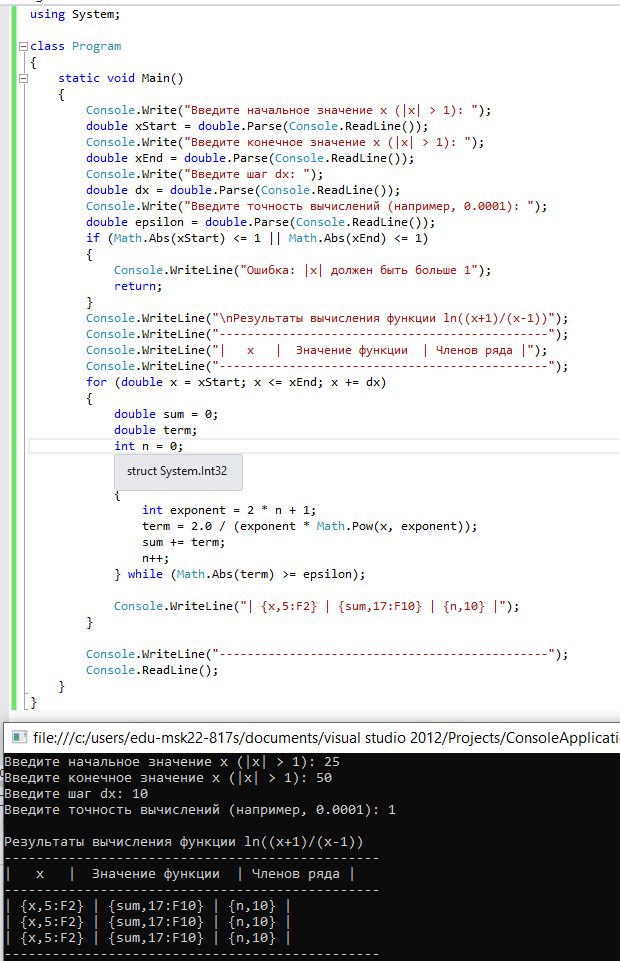 using System;
class Program
{
static void Main()
{
Console.Write("Введите начальное значение x (|x| > 1): ");
double xStart = double.Parse(Console.ReadLine());
Console.Write("Введите конечное значение x (|x| > 1): ");
double xEnd = double.Parse(Console.ReadLine());
Console.Write("Введите шаг dx: ");
double dx = double.Parse(Console.ReadLine());
Console.Write("Введите точность вычислений (например, 0.0001): ");
double epsilon = double.Parse(Console.ReadLine());
if (Math.Abs(xStart) <= 1 || Math.Abs(xEnd) <= 1)
{
Console.WriteLine("Ошибка: |x| должен быть больше 1");
return;
}
Console.WriteLine("\nРезультаты вычисления функции ln((x+1)/(x-1))");
Console.WriteLine("-----------------------------------------------");
Console.WriteLine("|   x   |  Значение функции  | Членов ряда |");
Console.WriteLine("-----------------------------------------------");
for (double x = xStart; x <= xEnd; x += dx)
{
double sum = 0;
double term;
int n = 0;
struct System.Int32
{
int exponent = 2 * n + 1;
term = 2.0 / (exponent * Math.Pow(x, exponent));
sum += term;
n++;
} while (Math.Abs(term) >= epsilon);
Console.WriteLine("| {x,5:F2} | {sum,17:F10} | {n,10} |");
}
Console.WriteLine("-----------------------------------------------");
Console.ReadLine();
}
}
file:///c:/users/edu-msk22-817s/documents/visual studio 2012/Projects/ConsoleApplicati
Введите начальное значение x (|x| > 1): 25
Введите конечное значение x (|x| > 1): 50
Введите шаг dx: 10
Введите точность вычислений (например, 0.0001): 1
Результаты вычисления функции ln((x+1)/(x-1))
-----------------------------------------------
|   x   |  Значение функции  | Членов ряда |
-----------------------------------------------
| {x,5:F2} | {sum,17:F10} | {n,10} |
| {x,5:F2} | {sum,17:F10} | {n,10} |
| {x,5:F2} | {sum,17:F10} | {n,10} |
-----------------------------------------------